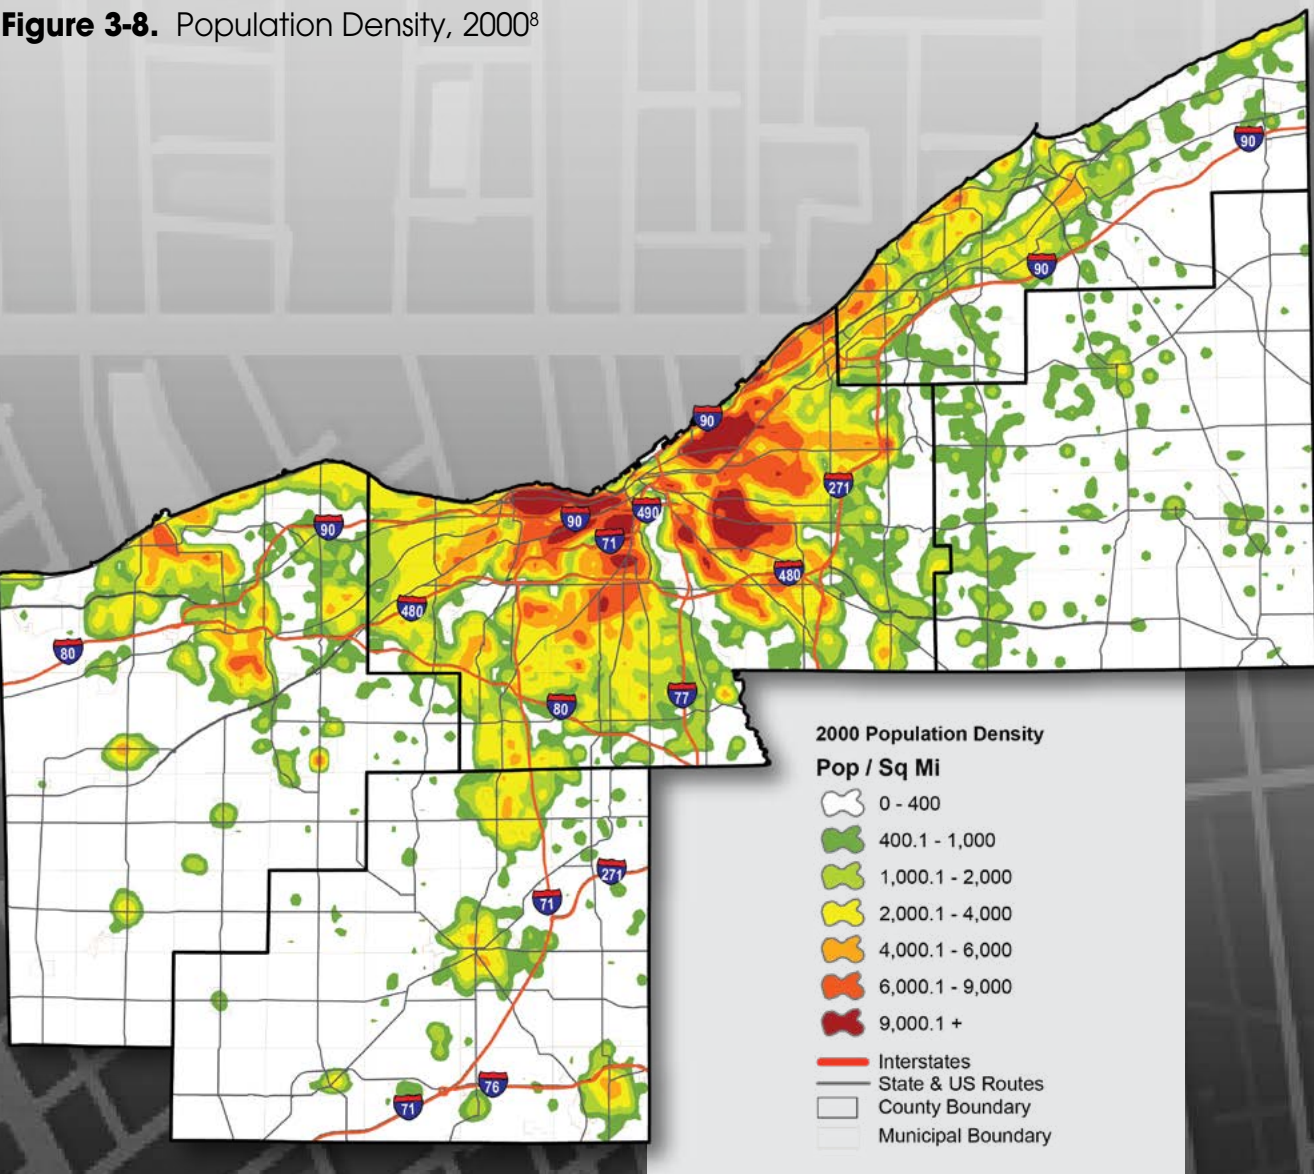 Figure 3-8. Population Density, 2000⁸
90
90
90
271
90
490
90
71
480
480
80
80
77
271
71
76
71
2000 Population Density
Pop / Sq Mi
0 - 400
400.1 - 1,000
1,000.1 - 2,000
2,000.1 - 4,000
4,000.1 - 6,000
6,000.1 - 9,000
9,000.1 +
Interstates
State & US Routes
County Boundary
Municipal Boundary